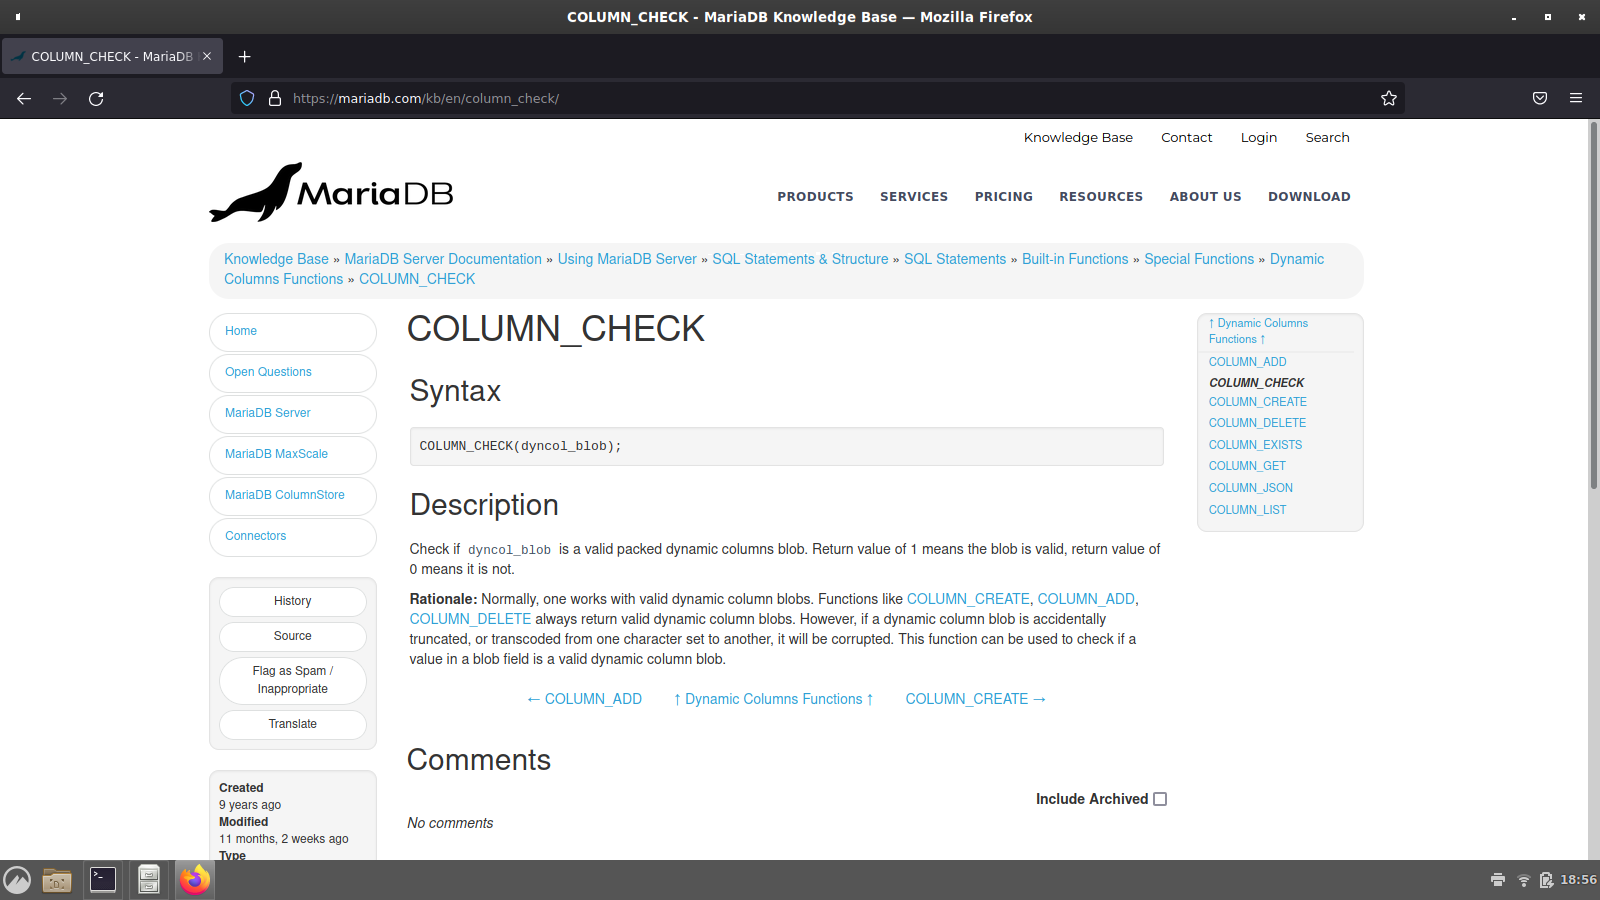 COLUMN_CHECK - MariaDB Knowledge Base — Mozilla Firefox
COLUMN_CHECK - MariaDB
https://mariadb.com/kb/en/column_check/
Knowledge Base Contact Login Search
MariaDB
PRODUCTS SERVICES PRICING RESOURCES ABOUT US DOWNLOAD
Knowledge Base » MariaDB Server Documentation » Using MariaDB Server » SQL Statements & Structure » SQL Statements » Built-in Functions » Special Functions » Dynamic
Columns Functions » COLUMN_CHECK
Home
Open Questions
MariaDB Server
MariaDB MaxScale
MariaDB ColumnStore
Connectors
History
Source
Flag as Spam /
Inappropriate
Translate
Created
9 years ago
Modified
11 months, 2 weeks ago
Type
COLUMN_CHECK
Syntax
COLUMN_CHECK(dyncol_blob);
Description
Check if dyncol_blob is a valid packed dynamic columns blob. Return value of 1 means the blob is valid, return value of
0 means it is not.
Rationale: Normally, one works with valid dynamic column blobs. Functions like COLUMN_CREATE, COLUMN_ADD,
COLUMN_DELETE always return valid dynamic column blobs. However, if a dynamic column blob is accidentally
truncated, or transcoded from one character set to another, it will be corrupted. This function can be used to check if a
value in a blob field is a valid dynamic column blob.
← COLUMN_ADD ↑ Dynamic Columns Functions ↑ COLUMN_CREATE →
Comments
Include Archived
No comments
↑ Dynamic Columns
Functions ↑
COLUMN_ADD
COLUMN_CHECK
COLUMN_CREATE
COLUMN_DELETE
COLUMN_EXISTS
COLUMN_GET
COLUMN_JSON
COLUMN_LIST
18:56